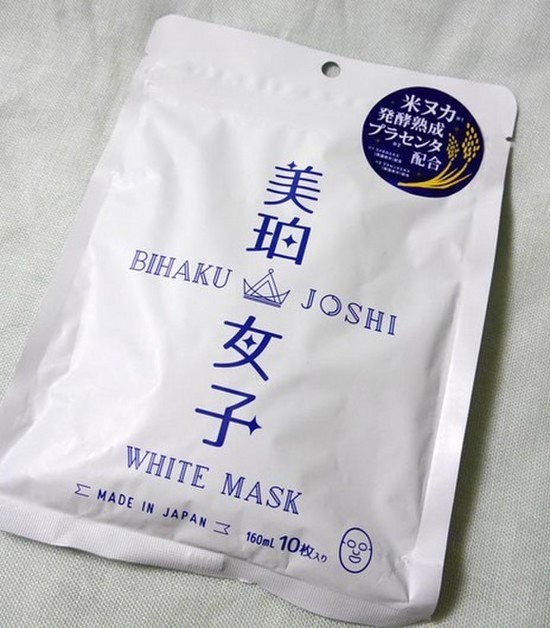 米ヌカ
発酵熟成
プラセンタ
配合
美
珀
BIHAKU JOSHI
女
子
WHITE MASK
MADE IN JAPAN
160mL 10枚入り